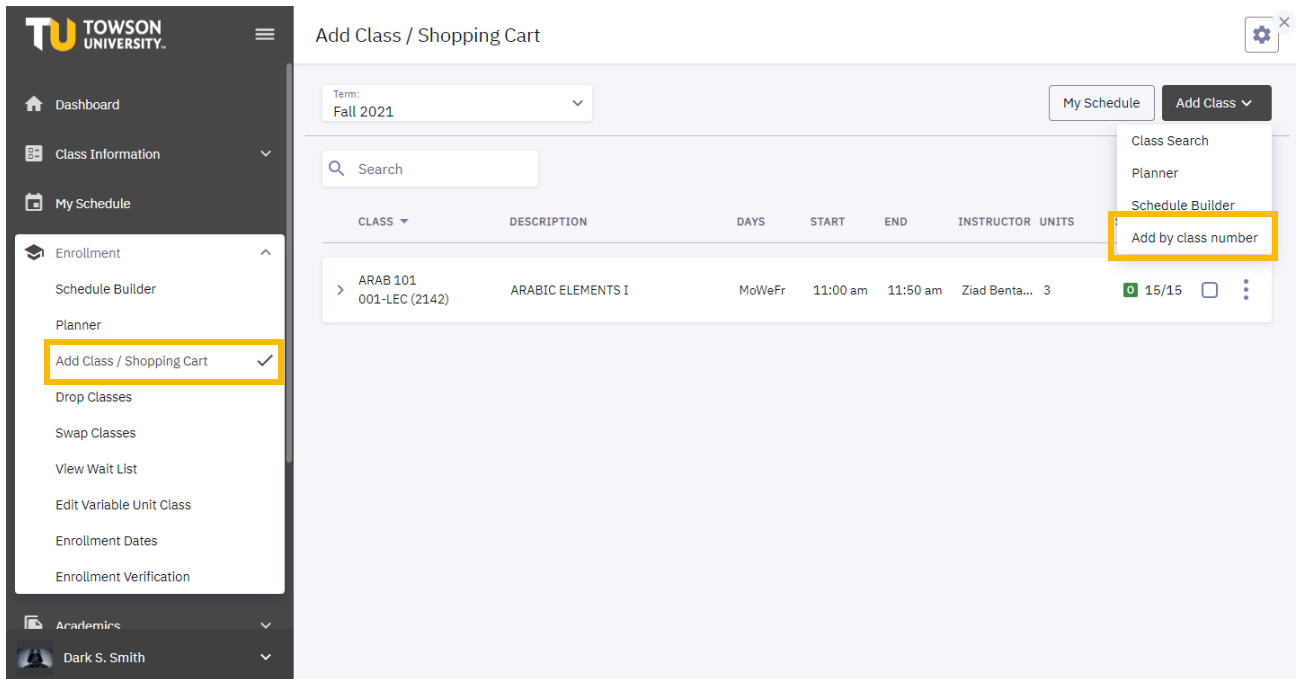 TU TOWSON
UNIVERSITY.
Dashboard
Class Information
My Schedule
Enrollment
Schedule Builder
Planner
Add Class / Shopping Cart
Drop Classes
Swap Classes
View Wait List
Edit Variable Unit Class
Enrollment Dates
Enrollment Verification
Academics
Dark S. Smith
Add Class / Shopping Cart
Term:
Fall 2021
My Schedule
Add Class
Class Search
Planner
Schedule Builder
Add by class number
Search
CLASS DESCRIPTION DAYS START END INSTRUCTOR UNITS
ARAB 101
001-LEC (2142)
ARABIC ELEMENTS I MoWeFr 11:00 am 11:50 am Ziad Benta... 3 O 15/15